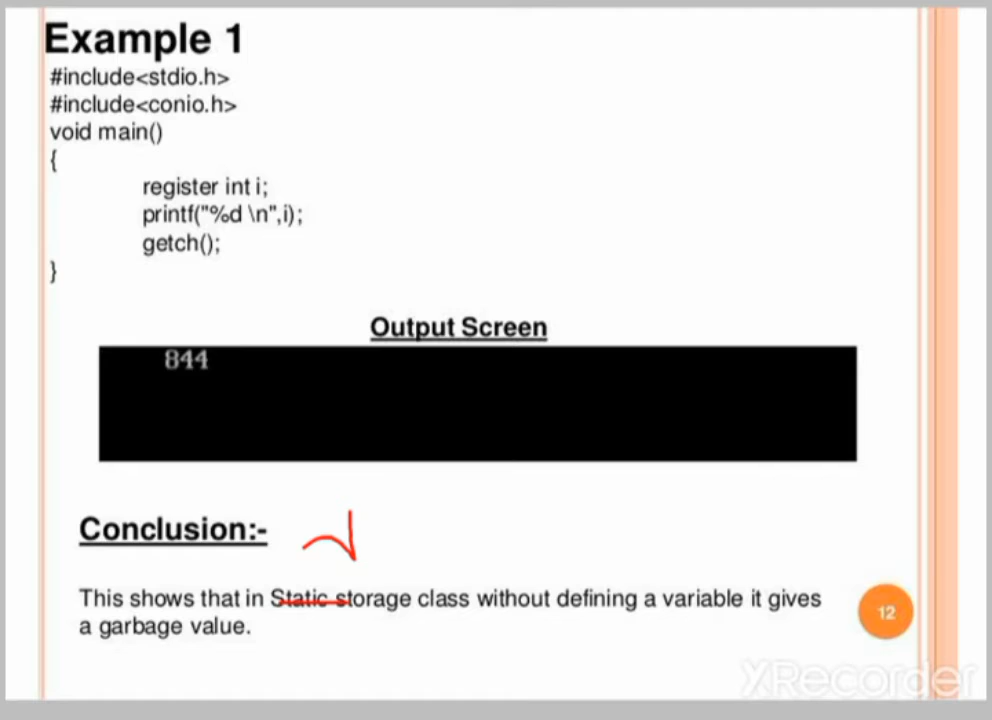 Example 1
#include<stdio.h>
#include<conio.h>
void main()
{
register int i;
printf("%d \n",i);
getch();
}
Output Screen
844
Conclusion:-
This shows that in Static storage class without defining a variable it gives
a garbage value.
12
XRecorder